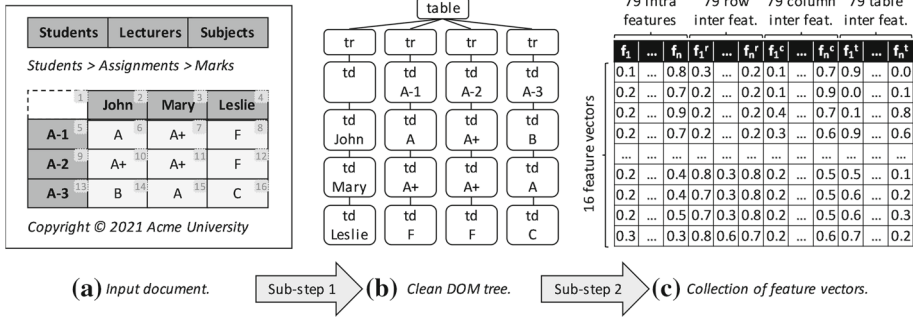 Students Lecturers Subjects
Students > Assignments > Marks
1 2 John 3 Mary 4 Leslie
A-1 5 A 6 A+ 7 F 8
A-2 9 A+ 10 A+ 11 F 12
A-3 13 B 14 A 15 C 16
Copyright © 2021 Acme University
table
tr tr tr tr
td td A-1 td A-2 td A-3
td John td A td A td B
td Mary td A+ td A+ td A
td Leslie td F td F td C
79 intra features 79 row inter feat. 79 column inter feat. 79 table inter feat.
f1 ... fn f1r ... fnr f1c ... fnc f1t ... fnt
0.1 ... 0.8 0.3 ... 0.2 0.1 ... 0.7 0.9 ... 0.0
0.2 ... 0.7 0.2 ... 0.2 0.1 ... 0.9 0.0 ... 0.1
0.2 ... 0.9 0.2 ... 0.2 0.4 ... 0.7 0.1 ... 0.8
0.2 ... 0.7 0.2 ... 0.2 0.3 ... 0.6 0.9 ... 0.6
... ... ... ... ... ... ... ... ... ... ... ...
0.2 ... 0.4 0.8 0.3 0.8 0.2 ... 0.5 0.5 ... 0.1
0.2 ... 0.4 0.7 0.3 0.8 0.2 ... 0.5 0.6 ... 0.2
0.2 ... 0.5 0.7 0.3 0.8 0.2 ... 0.5 0.6 ... 0.3
0.3 ... 0.3 0.8 0.6 0.7 0.2 ... 0.6 0.7 ... 0.2
16 feature vectors
(a) Input document. Sub-step 1 (b) Clean DOM tree. Sub-step 2 (c) Collection of feature vectors.